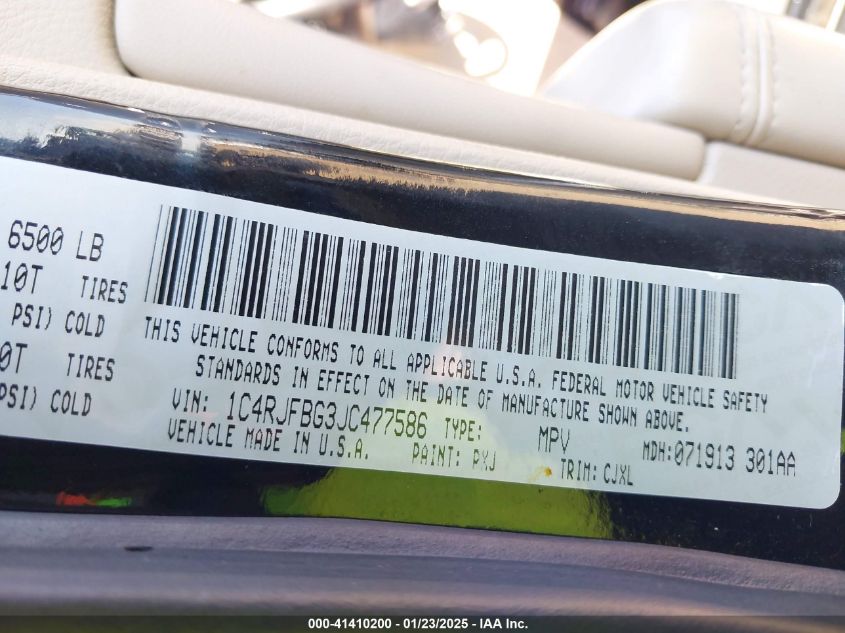 6500 LB
10T TIRES
PSI) COLD
0T TIRES
PSI) COLD
THIS VEHICLE CONFORMS TO ALL APPLICABLE U.S.A. FEDERAL MOTOR VEHICLE SAFETY
STANDARDS IN EFFECT ON THE DATE OF MANUFACTURE SHOWN ABOVE.
VIN: 1C4RJFBG3JC477586 TYPE: MPV MDH:071913 301AA
VEHICLE MADE IN U.S.A. PAINT: PXJ TRIM: CJXL
000-41410200 - 01/23/2025 - IAA Inc.